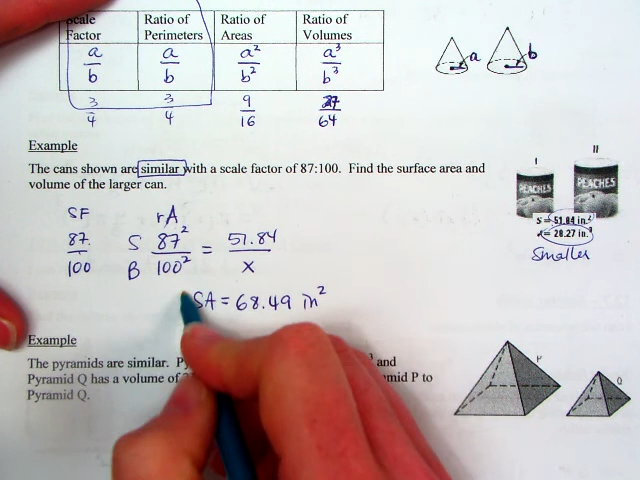 Scale Ratio of Ratio of Ratio of
Factor Perimeters Areas Volumes
a/b a/b a²/b² a³/b³
3/4 3/4 9/16 27/64
a b
Example
The cans shown are similar with a scale factor of 87:100. Find the surface area and
volume of the larger can.
I II
PEACHES PEACHES
S = 51.84 in.²
= 28.27 in.³
Smaller
SF rA
87/100 S 87² / B 100² = 51.84/x
SA = 68.49 in²
Example
The pyramids are similar. and
Pyramid Q has a volume of P to
Pyramid Q.
P Q